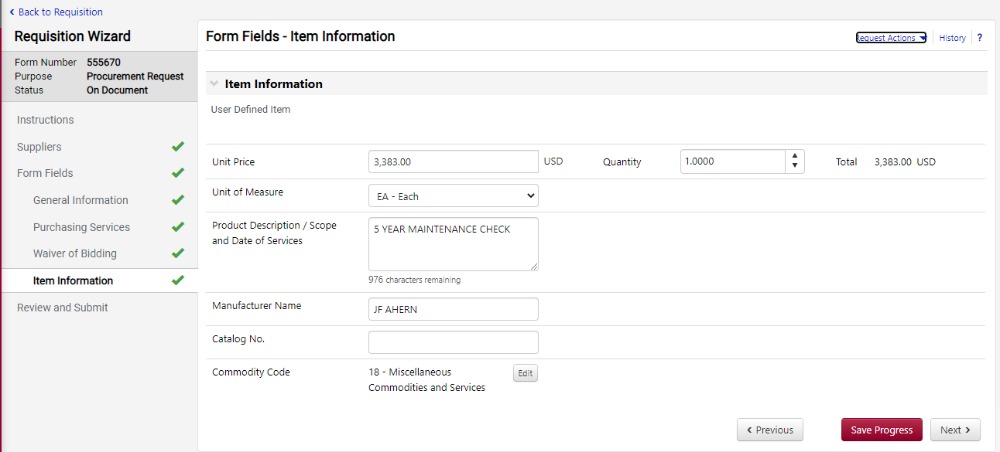 Back to Requisition
Requisition Wizard
Form Number 555670
Purpose Procurement Request
Status On Document
Instructions
Suppliers
Form Fields
General Information
Purchasing Services
Waiver of Bidding
Item Information
Review and Submit
Form Fields - Item Information
Request Actions History ?
Item Information
User Defined Item
Unit Price 3,383.00 USD Quantity 1.0000 Total 3,383.00 USD
Unit of Measure EA - Each
Product Description / Scope
and Date of Services
5 YEAR MAINTENANCE CHECK
976 characters remaining
Manufacturer Name JF AHERN
Catalog No.
Commodity Code 18 - Miscellaneous
Commodities and Services
Edit
Previous Save Progress Next